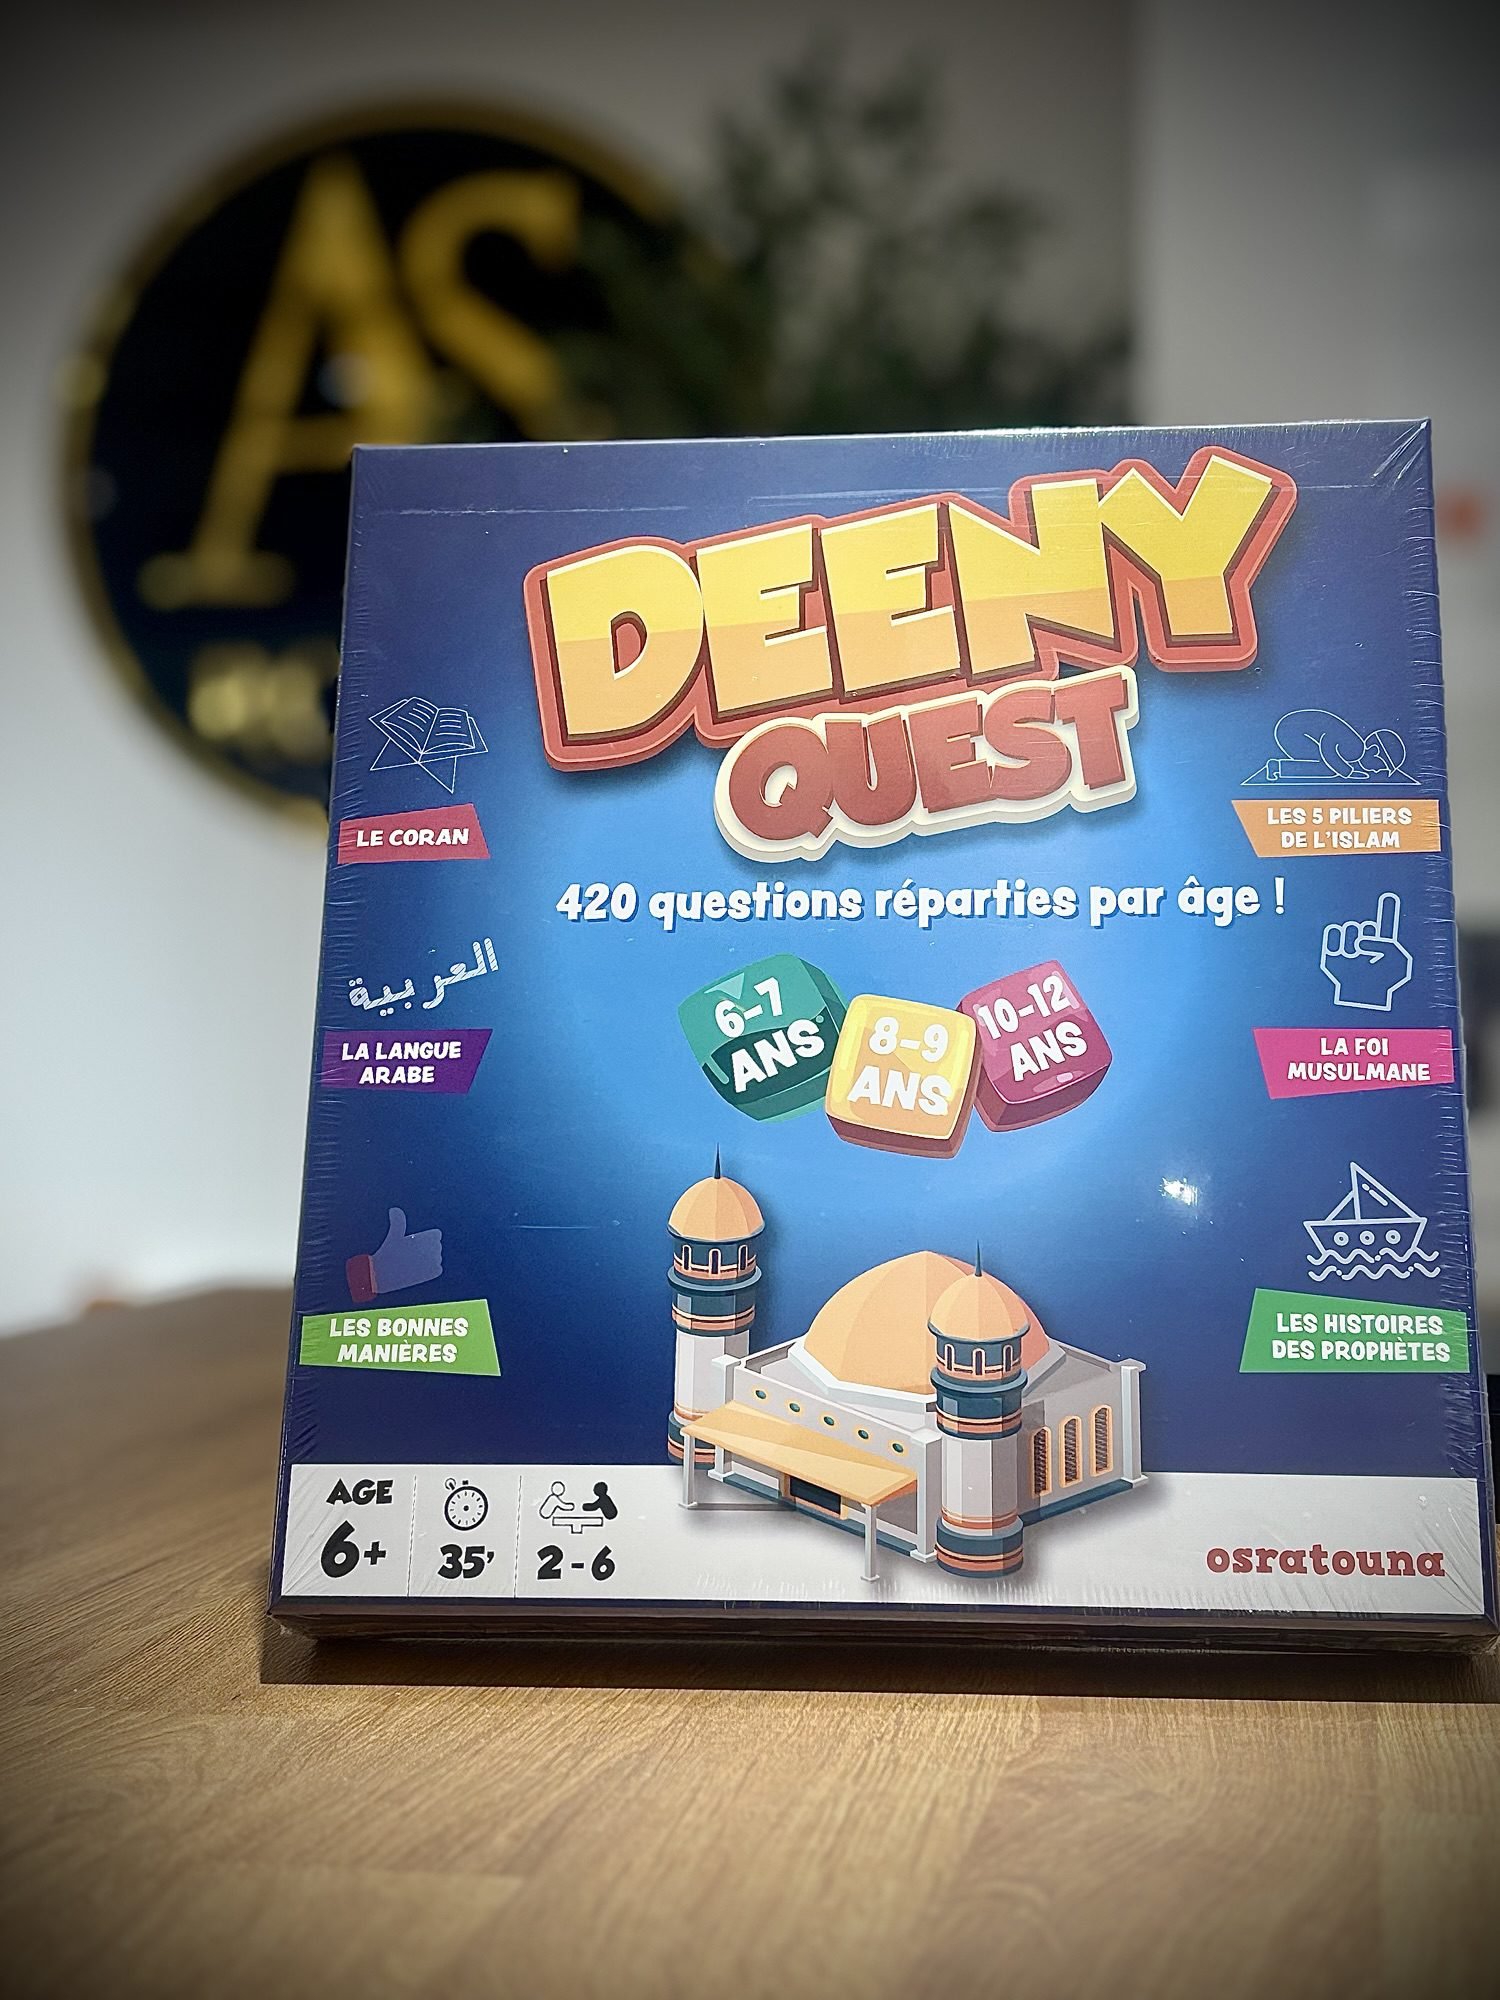 AS
DEENY
QUEST
420 questions réparties par âge !
6-7
ANS
8-9
ANS
10-12
ANS
LE CORAN
العربية
LA LANGUE
ARABE
LES BONNES
MANIÈRES
LES 5 PILIERS
DE L'ISLAM
LA FOI
MUSULMANE
LES HISTOIRES
DES PROPHÈTES
AGE
6+
35'
2-6
osratouna